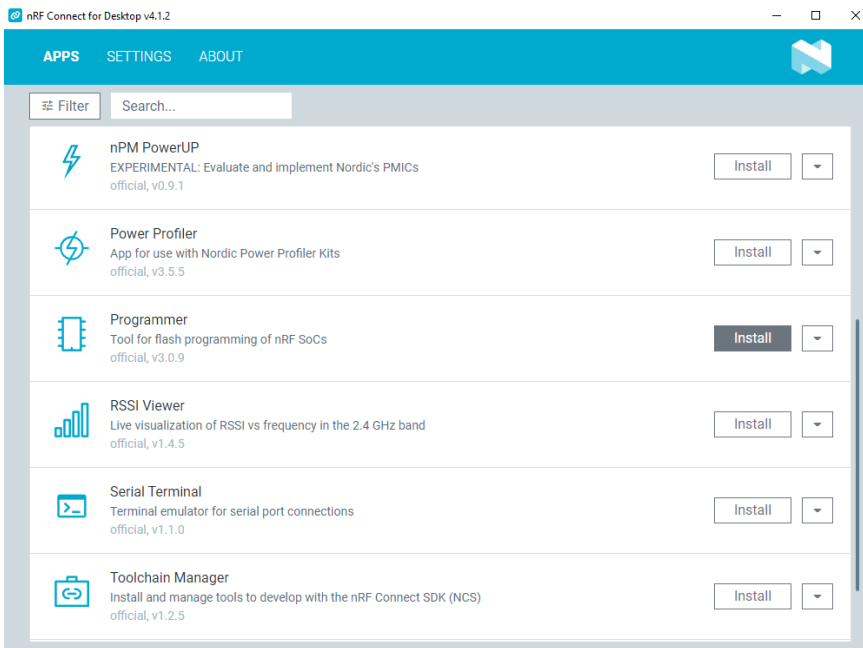 nRF Connect for Desktop v4.1.2
APPS SETTINGS ABOUT
Filter Search...
nPM PowerUP
EXPERIMENTAL: Evaluate and implement Nordic's PMICs
official, v0.9.1
Install
Power Profiler
App for use with Nordic Power Profiler Kits
official, v3.5.5
Install
Programmer
Tool for flash programming of nRF SoCs
official, v3.0.9
Install
RSSI Viewer
Live visualization of RSSI vs frequency in the 2.4 GHz band
official, v1.4.5
Install
Serial Terminal
Terminal emulator for serial port connections
official, v1.1.0
Install
Toolchain Manager
Install and manage tools to develop with the nRF Connect SDK (NCS)
official, v1.2.5
Install